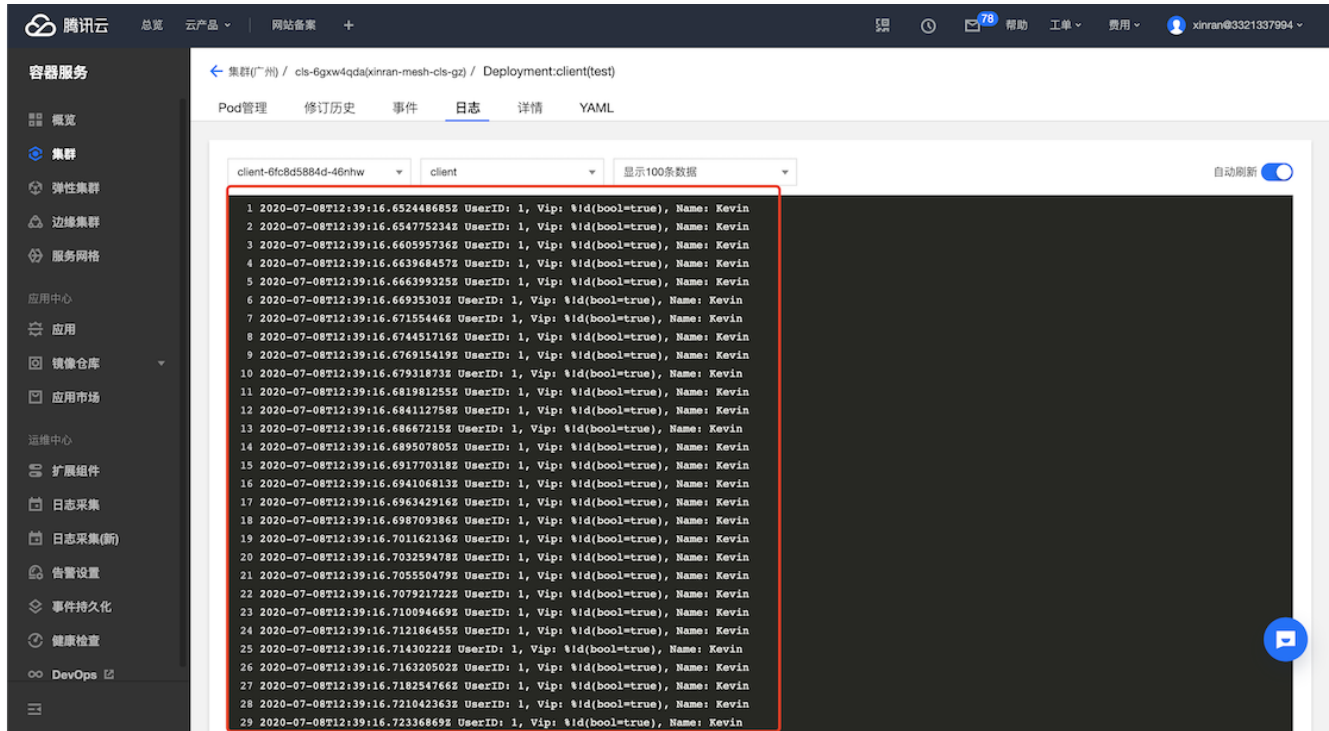 腾讯云 总览 云产品 网站备案 + 78 帮助 工单 费用 xinran@3321337994
容器服务
集群(广州) / cls-6gxw4qda(xinran-mesh-cls-gz) / Deployment:client(test)
Pod管理 修订历史 事件 日志 详情 YAML
概览
集群
弹性集群
边缘集群
服务网格
应用中心
应用
镜像仓库
应用市场
运维中心
扩展组件
日志采集
日志采集(新)
告警设置
事件持久化
健康检查
DevOps
client-6fc8d5884d-46nhw client 显示100条数据 自动刷新
1 2020-07-08T12:39:16.652448685Z UserID: 1, Vip: %!d(bool=true), Name: Kevin
2 2020-07-08T12:39:16.654775234Z UserID: 1, Vip: %!d(bool=true), Name: Kevin
3 2020-07-08T12:39:16.660595736Z UserID: 1, Vip: %!d(bool=true), Name: Kevin
4 2020-07-08T12:39:16.663968457Z UserID: 1, Vip: %!d(bool=true), Name: Kevin
5 2020-07-08T12:39:16.666399325Z UserID: 1, Vip: %!d(bool=true), Name: Kevin
6 2020-07-08T12:39:16.66935303Z UserID: 1, Vip: %!d(bool=true), Name: Kevin
7 2020-07-08T12:39:16.67155446Z UserID: 1, Vip: %!d(bool=true), Name: Kevin
8 2020-07-08T12:39:16.674451716Z UserID: 1, Vip: %!d(bool=true), Name: Kevin
9 2020-07-08T12:39:16.676915419Z UserID: 1, Vip: %!d(bool=true), Name: Kevin
10 2020-07-08T12:39:16.67931873Z UserID: 1, Vip: %!d(bool=true), Name: Kevin
11 2020-07-08T12:39:16.681981255Z UserID: 1, Vip: %!d(bool=true), Name: Kevin
12 2020-07-08T12:39:16.684112758Z UserID: 1, Vip: %!d(bool=true), Name: Kevin
13 2020-07-08T12:39:16.68667215Z UserID: 1, Vip: %!d(bool=true), Name: Kevin
14 2020-07-08T12:39:16.689507805Z UserID: 1, Vip: %!d(bool=true), Name: Kevin
15 2020-07-08T12:39:16.691770318Z UserID: 1, Vip: %!d(bool=true), Name: Kevin
16 2020-07-08T12:39:16.694106813Z UserID: 1, Vip: %!d(bool=true), Name: Kevin
17 2020-07-08T12:39:16.696342916Z UserID: 1, Vip: %!d(bool=true), Name: Kevin
18 2020-07-08T12:39:16.698709386Z UserID: 1, Vip: %!d(bool=true), Name: Kevin
19 2020-07-08T12:39:16.701162136Z UserID: 1, Vip: %!d(bool=true), Name: Kevin
20 2020-07-08T12:39:16.703259478Z UserID: 1, Vip: %!d(bool=true), Name: Kevin
21 2020-07-08T12:39:16.705550479Z UserID: 1, Vip: %!d(bool=true), Name: Kevin
22 2020-07-08T12:39:16.707921722Z UserID: 1, Vip: %!d(bool=true), Name: Kevin
23 2020-07-08T12:39:16.710094669Z UserID: 1, Vip: %!d(bool=true), Name: Kevin
24 2020-07-08T12:39:16.712186455Z UserID: 1, Vip: %!d(bool=true), Name: Kevin
25 2020-07-08T12:39:16.71430222Z UserID: 1, Vip: %!d(bool=true), Name: Kevin
26 2020-07-08T12:39:16.716320502Z UserID: 1, Vip: %!d(bool=true), Name: Kevin
27 2020-07-08T12:39:16.718254766Z UserID: 1, Vip: %!d(bool=true), Name: Kevin
28 2020-07-08T12:39:16.721042363Z UserID: 1, Vip: %!d(bool=true), Name: Kevin
29 2020-07-08T12:39:16.72336869Z UserID: 1, Vip: %!d(bool=true), Name: Kevin